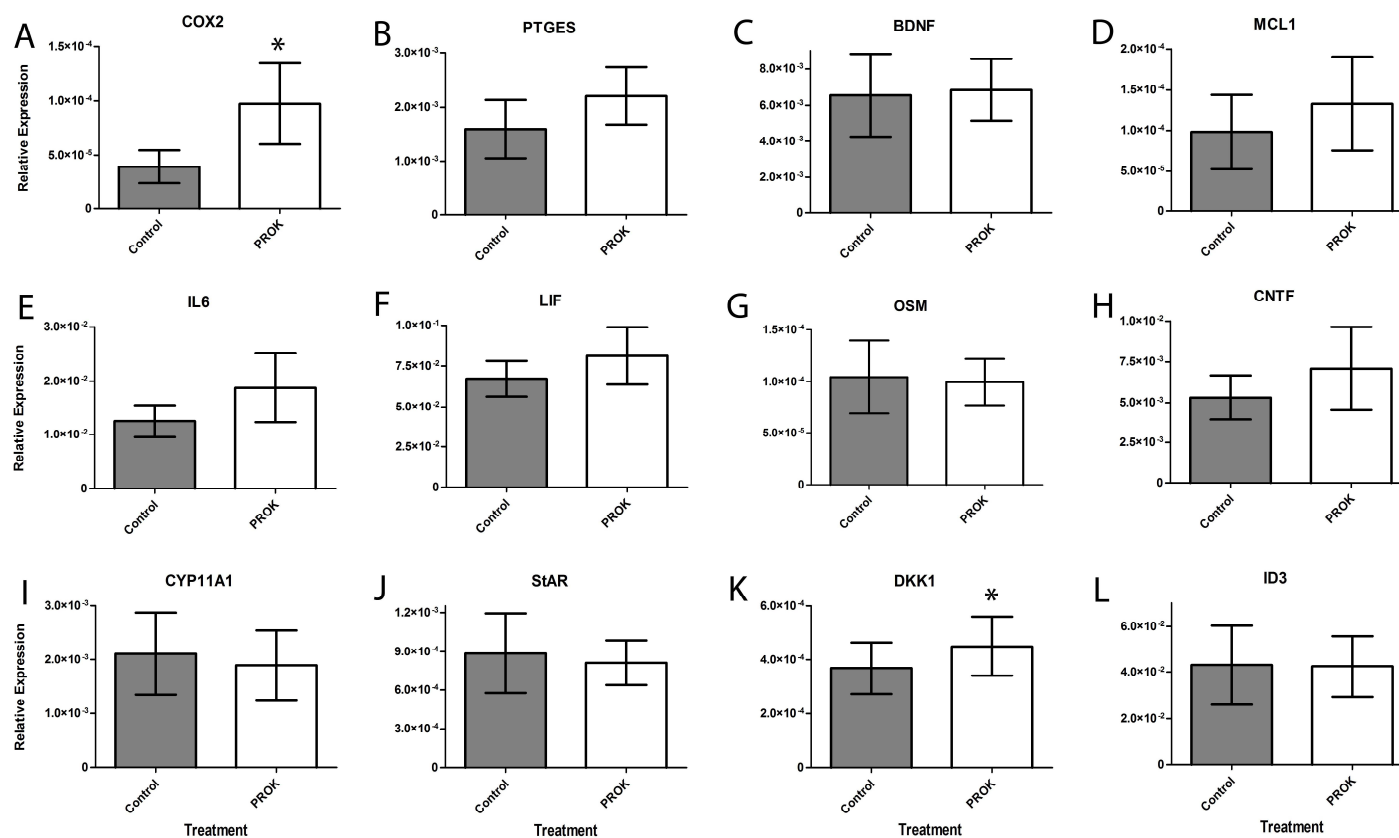 A
COX2
Relative Expression
1.5×10⁻⁴
1.0×10⁻⁴
5.0×10⁻⁵
0
*
Control
PROK
B
PTGES
3.0×10⁻³
2.0×10⁻³
1.0×10⁻³
0
Control
PROK
C
BDNF
8.0×10⁻³
6.0×10⁻³
4.0×10⁻³
2.0×10⁻³
0
Control
PROK
D
MCL1
2.0×10⁻⁴
1.5×10⁻⁴
1.0×10⁻⁴
5.0×10⁻⁵
0
Control
PROK
E
IL6
Relative Expression
3.0×10⁻²
2.0×10⁻²
1.0×10⁻²
0
Control
PROK
F
LIF
1.0×10⁻¹
7.5×10⁻²
5.0×10⁻²
2.5×10⁻²
0
Control
PROK
G
OSM
1.5×10⁻⁴
1.0×10⁻⁴
5.0×10⁻⁵
0
Control
PROK
H
CNTF
1.0×10⁻²
7.5×10⁻³
5.0×10⁻³
2.5×10⁻³
0
Control
PROK
I
CYP11A1
Relative Expression
3.0×10⁻³
2.0×10⁻³
1.0×10⁻³
0
Control
PROK
Treatment
J
StAR
1.2×10⁻³
9.0×10⁻⁴
6.0×10⁻⁴
3.0×10⁻⁴
0
Control
PROK
Treatment
K
DKK1
6.0×10⁻⁴
4.0×10⁻⁴
2.0×10⁻⁴
0
*
Control
PROK
Treatment
L
ID3
6.0×10⁻²
4.0×10⁻²
2.0×10⁻²
0
Control
PROK
Treatment